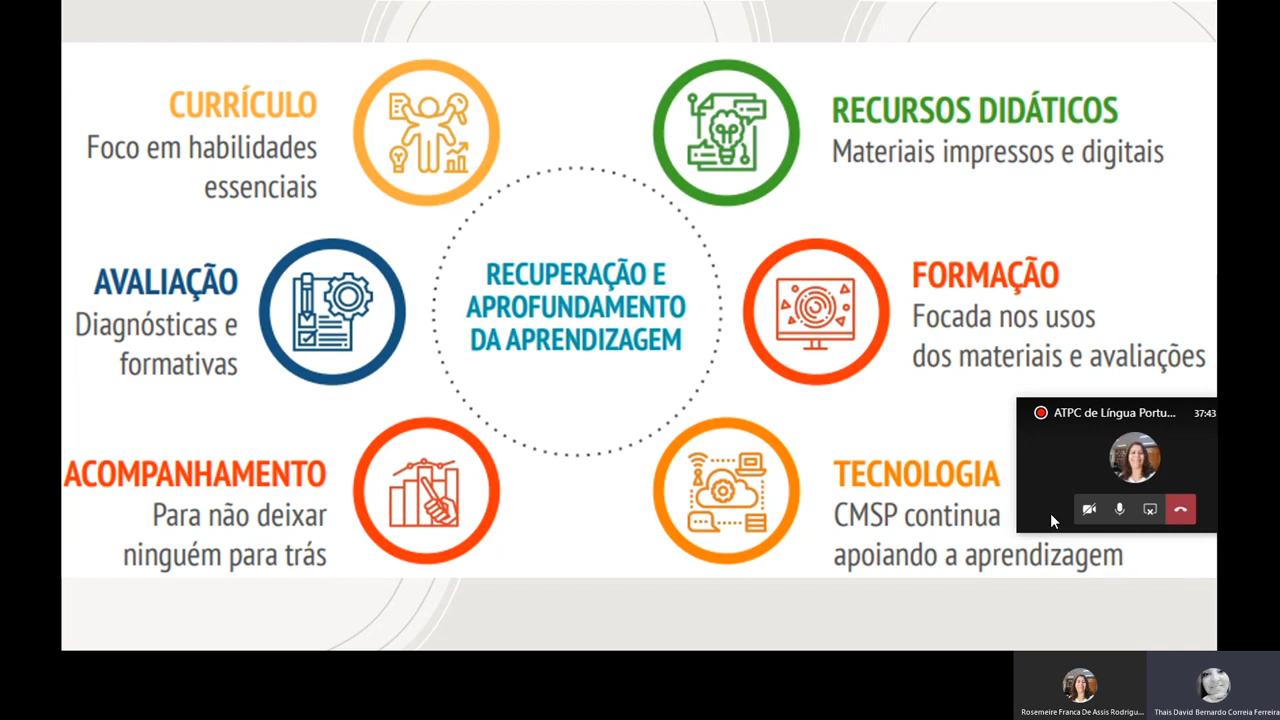 CURRÍCULO
Foco em habilidades
essenciais
RECURSOS DIDÁTICOS
Materiais impressos e digitais
AVALIAÇÃO
Diagnósticas e
formativas
RECUPERAÇÃO E
APROFUNDAMENTO
DA APRENDIZAGEM
FORMAÇÃO
Focada nos usos
dos materiais e avaliações
ACOMPANHAMENTO
Para não deixar
ninguém para trás
TECNOLOGIA
CMSP continua
apoiando a aprendizagem
ATPC de Língua Portu... 37:43
Rosemeire Franca De Assis Rodrigu...
Thais David Bernardo Correia Ferreira